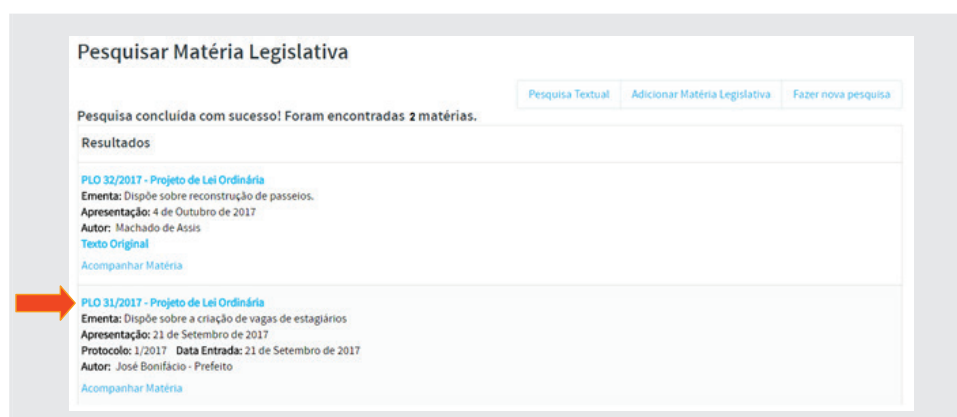 Pesquisar Matéria Legislativa
Pesquisa Textual Adicionar Matéria Legislativa Fazer nova pesquisa
Pesquisa concluída com sucesso! Foram encontradas 2 matérias.
Resultados
PLO 32/2017 - Projeto de Lei Ordinária
Ementa: Dispõe sobre reconstrução de passeios.
Apresentação: 4 de Outubro de 2017
Autor: Machado de Assis
Texto Original
Acompanhar Matéria
PLO 31/2017 - Projeto de Lei Ordinária
Ementa: Dispõe sobre a criação de vagas de estagiários
Apresentação: 21 de Setembro de 2017
Protocolo: 1/2017 Data Entrada: 21 de Setembro de 2017
Autor: José Bonifácio - Prefeito
Acompanhar Matéria